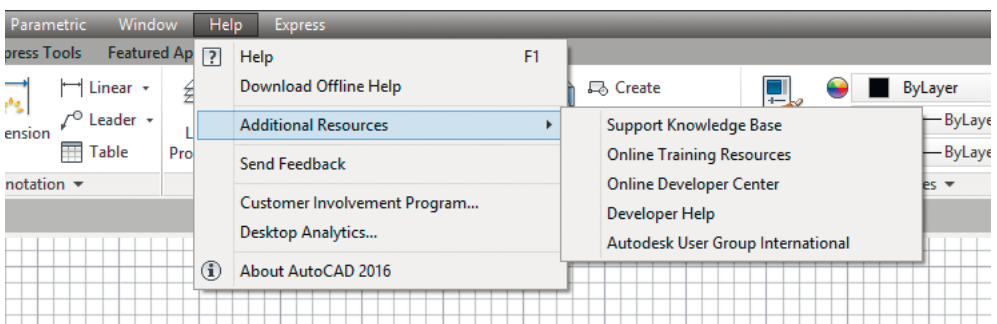 Parametric Window Help Express
press Tools Featured Ap
Help F1
Download Offline Help
Additional Resources
Send Feedback
Customer Involvement Program...
Desktop Analytics...
About AutoCAD 2016
Support Knowledge Base
Online Training Resources
Online Developer Center
Developer Help
Autodesk User Group International
Linear
Leader
Table
ension
notation
L
Pro
Create
ByLayer
ByLaye
ByLaye
es